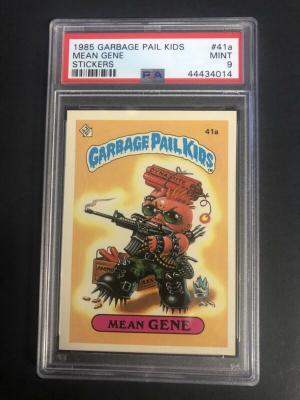 1985 GARBAGE PAIL KIDS #41a
MEAN GENE MINT
STICKERS PSA 9
44434014
41a
GARBAGE PAIL KIDS
MEAN GENE